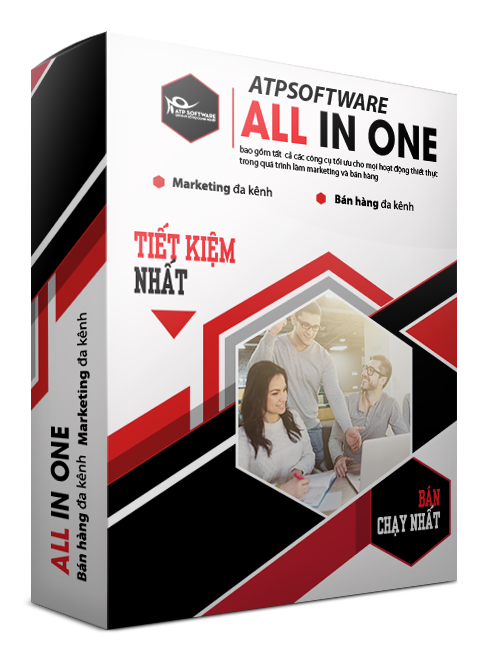 ATP SOFTWARE
ATPSOFTWARE
ALL IN ONE
bao gồm tất cả các công cụ tối ưu cho mọi hoạt động thiết thực
trong quá trình làm marketing và bán hàng
Marketing đa kênh
Bán hàng đa kênh
TIẾT KIỆM
NHẤT
BÁN
CHẠY NHẤT
ALL IN ONE
Bán hàng đa kênh Marketing đa kênh